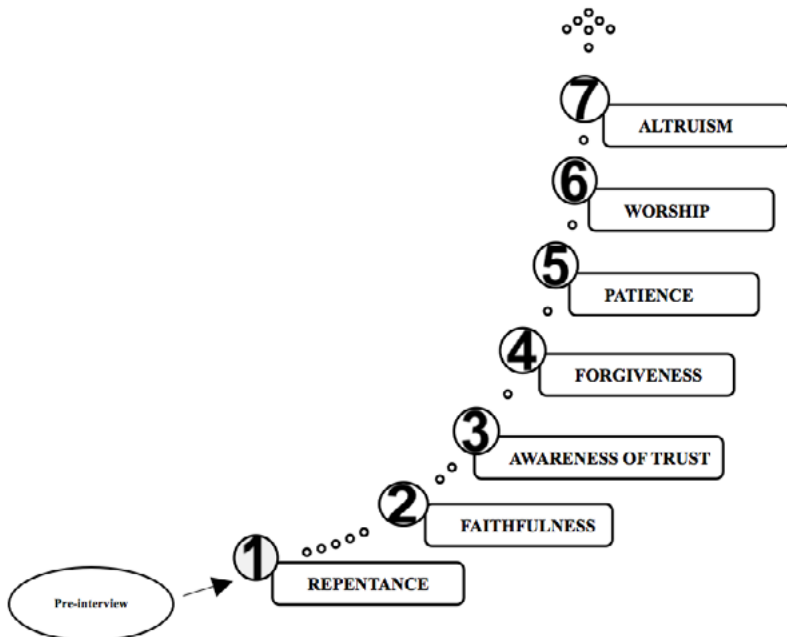 7
ALTRUISM
6
WORSHIP
5
PATIENCE
4
FORGIVENESS
3
AWARENESS OF TRUST
2
FAITHFULNESS
1
REPENTANCE
Pre-interview